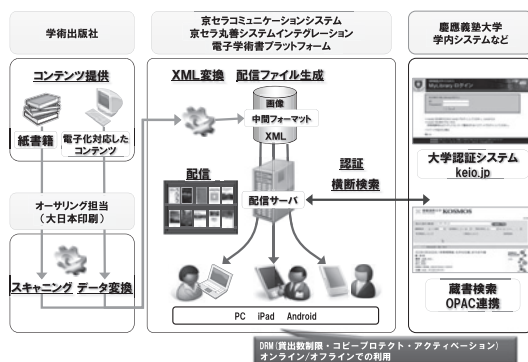 学術出版社
コンテンツ提供
紙書籍
電子化対応した
コンテンツ
オーサリング担当
（大日本印刷）
スキャニング データ変換
京セラコミュニケーションシステム
京セラ丸善システムインテグレーション
電子学術書プラットフォーム
XML変換 配信ファイル生成
画像
中間フォーマット
XML
配信
配信サーバ
認証
横断検索
PC iPad Android
DRM(貸出数制限・コピープロテクト・アクティベーション)
オンライン/オフラインでの利用
慶應義塾大学
学内システムなど
MyLibrary ログイン
大学認証システム
keio.jp
KOSMOS
蔵書検索
OPAC連携